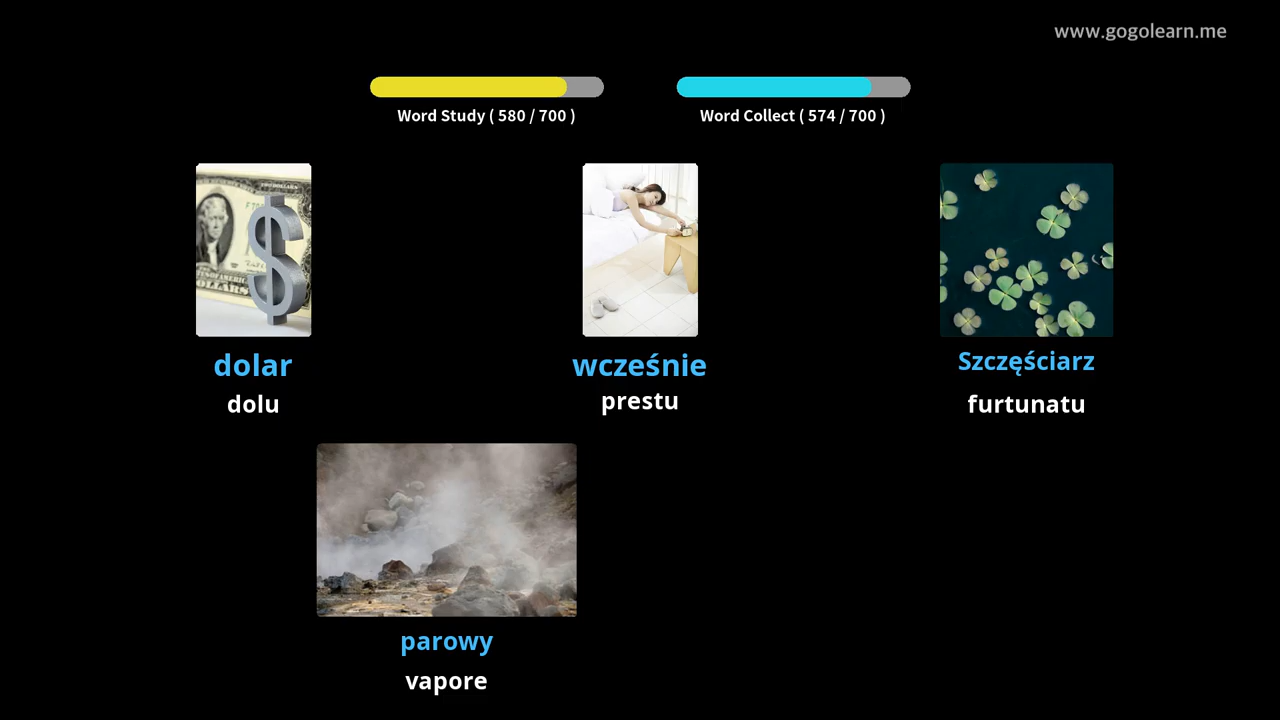 www.gogolearn.me
Word Study ( 580 / 700 )
Word Collect ( 574 / 700 )
dolar
dolu
wcześnie
prestu
Szczęściarz
furtunatu
parowy
vapore